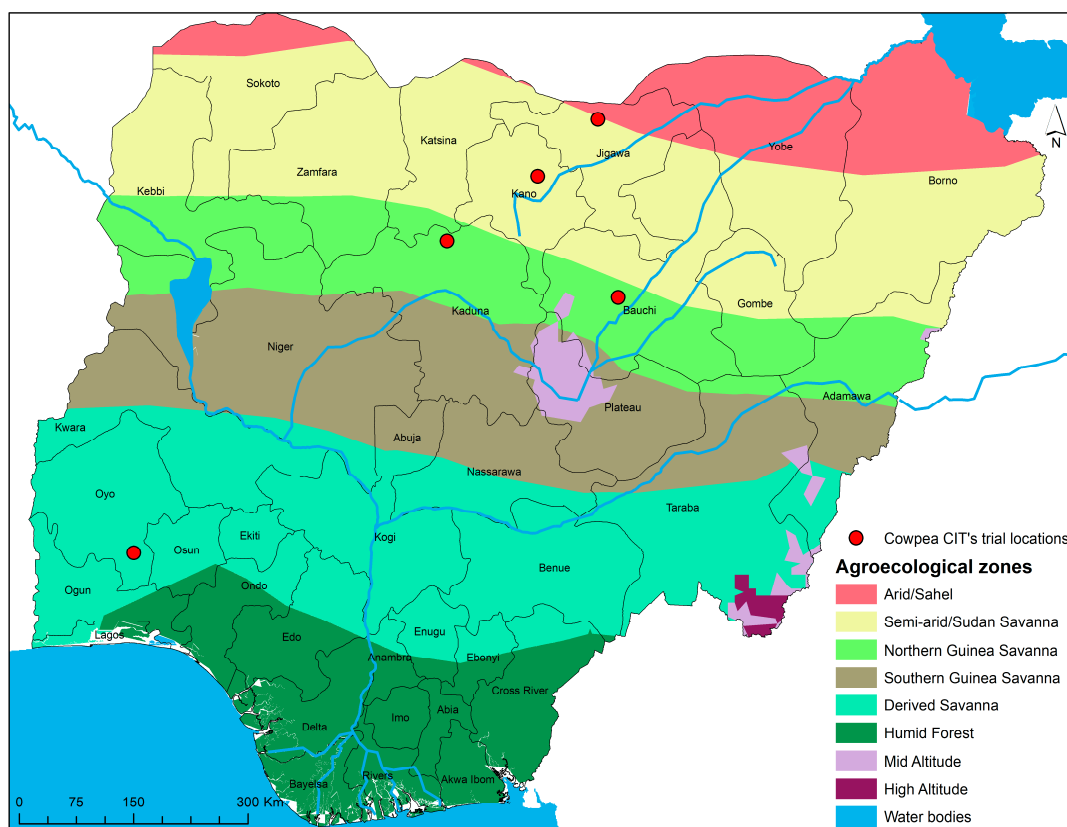 Sokoto
Katsina
Jigawa
Yobe
N
Zamfara
Kano
Borno
Kebbi
Kaduna
Bauchi
Gombe
Niger
Plateau
Adamawa
Kwara
Abuja
Nassarawa
Oyo
Taraba
Osun
Ekiti
Kogi
Benue
Ogun
Ondo
Lagos
Edo
Enugu
Anombro
Ebonyi
Cross River
Imo
Abia
Delta
Bayelsa
Rivers
Akwa Ibom
0 75 150 300 Km
Cowpea CIT's trial locations
Agroecological zones
Arid/Sahel
Semi-arid/Sudan Savanna
Northern Guinea Savanna
Southern Guinea Savanna
Derived Savanna
Humid Forest
Mid Altitude
High Altitude
Water bodies